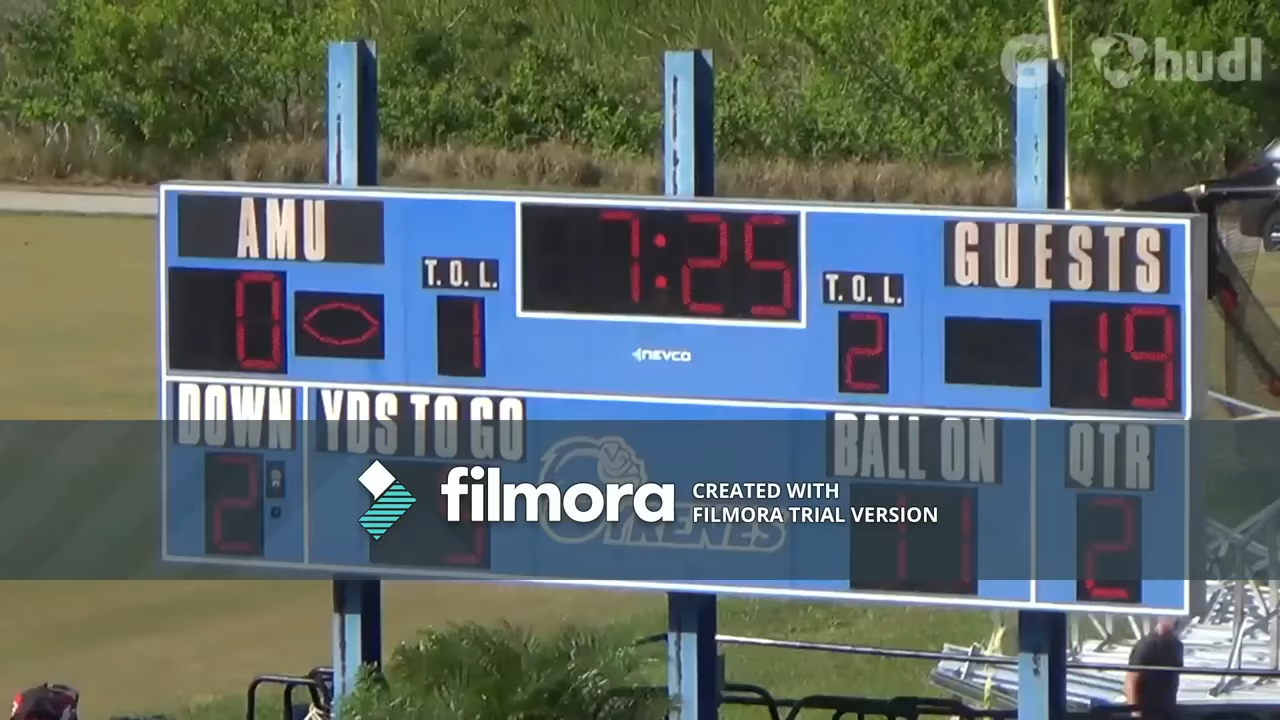 G hudl
AMU 7:25 GUESTS
T.O.L. T.O.L.
0 1 2 19
NEVCO
DOWN YDS TO GO BALL ON QTR
2 11 2
filmora CREATED WITH
FILMORA TRIAL VERSION